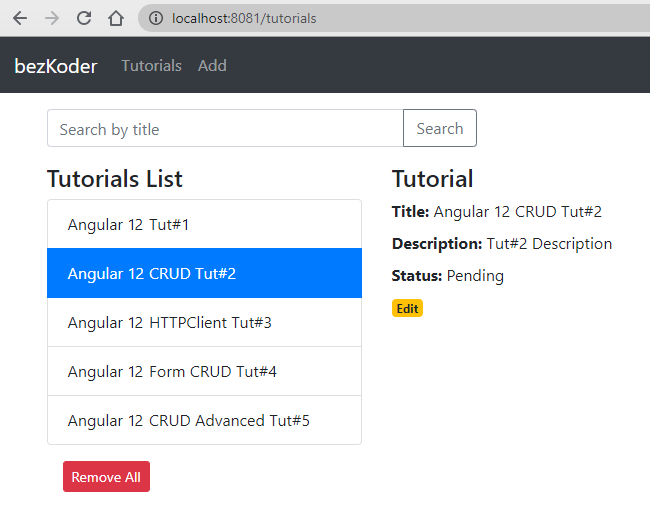 localhost:8081/tutorials
bezKoder Tutorials Add
Search by title Search
Tutorials List
Angular 12 Tut#1
Angular 12 CRUD Tut#2
Angular 12 HTTPClient Tut#3
Angular 12 Form CRUD Tut#4
Angular 12 CRUD Advanced Tut#5
Remove All
Tutorial
Title: Angular 12 CRUD Tut#2
Description: Tut#2 Description
Status: Pending
Edit